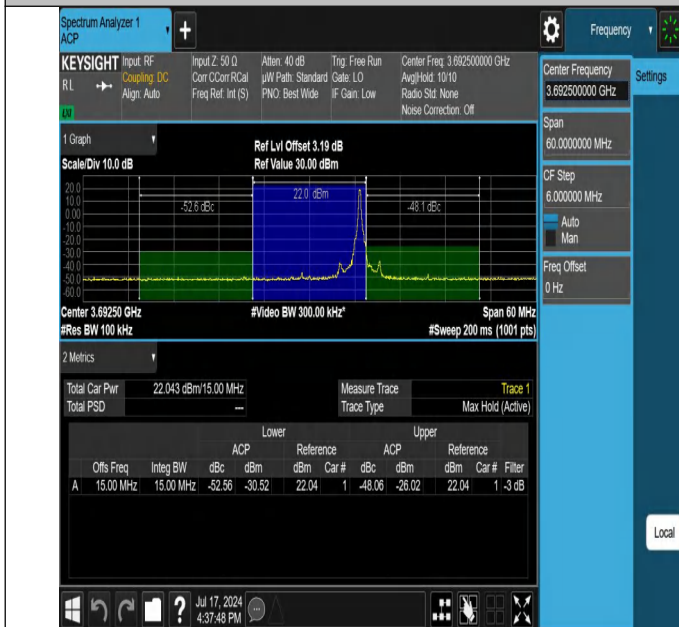 Spectrum Analyzer 1
ACP
Frequency
KEYSIGHT
RL
Input: RF
Coupling: DC
Align: Auto
Input Z: 50 Ω
Corr CCorr RCal
Freq Ref: Int (S)
Atten: 40 dB
µW Path: Standard
PNO: Best Wide
Trig: Free Run
Gate: LO
IF Gain: Low
Center Freq: 3.692500000 GHz
Avg|Hold: 10/10
Radio Std: None
Noise Correction: Off
1 Graph
Scale/Div 10.0 dB
Ref Lvl Offset 3.19 dB
Ref Value 30.00 dBm
20.0
10.0
0.00
-10.0
-20.0
-30.0
-40.0
-50.0
-60.0
-52.6 dBc
22.0 dBm
-48.1 dBc
Center 3.69250 GHz
#Video BW 300.00 kHz*
Span 60 MHz
#Res BW 100 kHz
#Sweep 200 ms (1001 pts)
2 Metrics
Total Car Pwr 22.043 dBm/15.00 MHz
Total PSD ---
Measure Trace Trace 1
Trace Type Max Hold (Active)
Lower Upper
ACP Reference ACP Reference
Offs Freq Integ BW dBc dBm dBm Car # dBc dBm dBm Car # Filter
A 15.00 MHz 15.00 MHz -52.56 -30.52 22.04 1 -48.06 -26.02 22.04 1 -3 dB
Center Frequency
3.692500000 GHz
Settings
Span
60.0000000 MHz
CF Step
6.000000 MHz
Auto
Man
Freq Offset
0 Hz
Local
?
Jul 17, 2024
4:37:48 PM